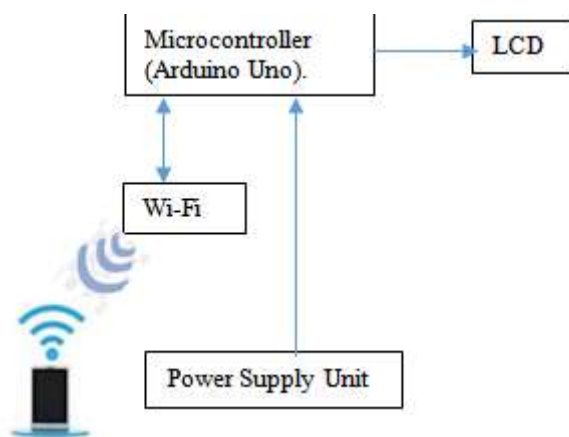 Microcontroller
(Arduino Uno).
LCD
Wi-Fi
Power Supply Unit